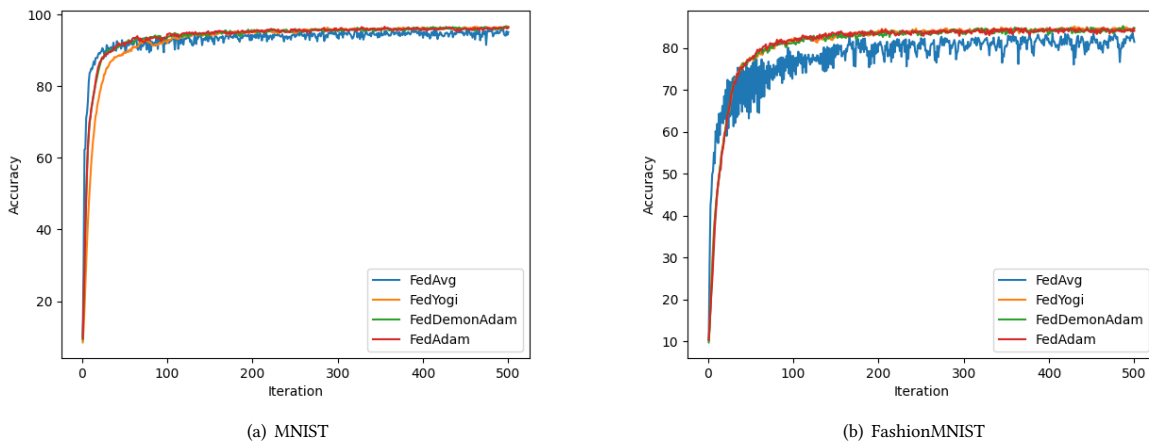 100
80
60
40
20
Accuracy
0
100
200
300
400
500
Iteration
FedAvg
FedYogi
FedDemonAdam
FedAdam
(a) MNIST
80
70
60
50
40
30
20
10
Accuracy
0
100
200
300
400
500
Iteration
FedAvg
FedYogi
FedDemonAdam
FedAdam
(b) FashionMNIST